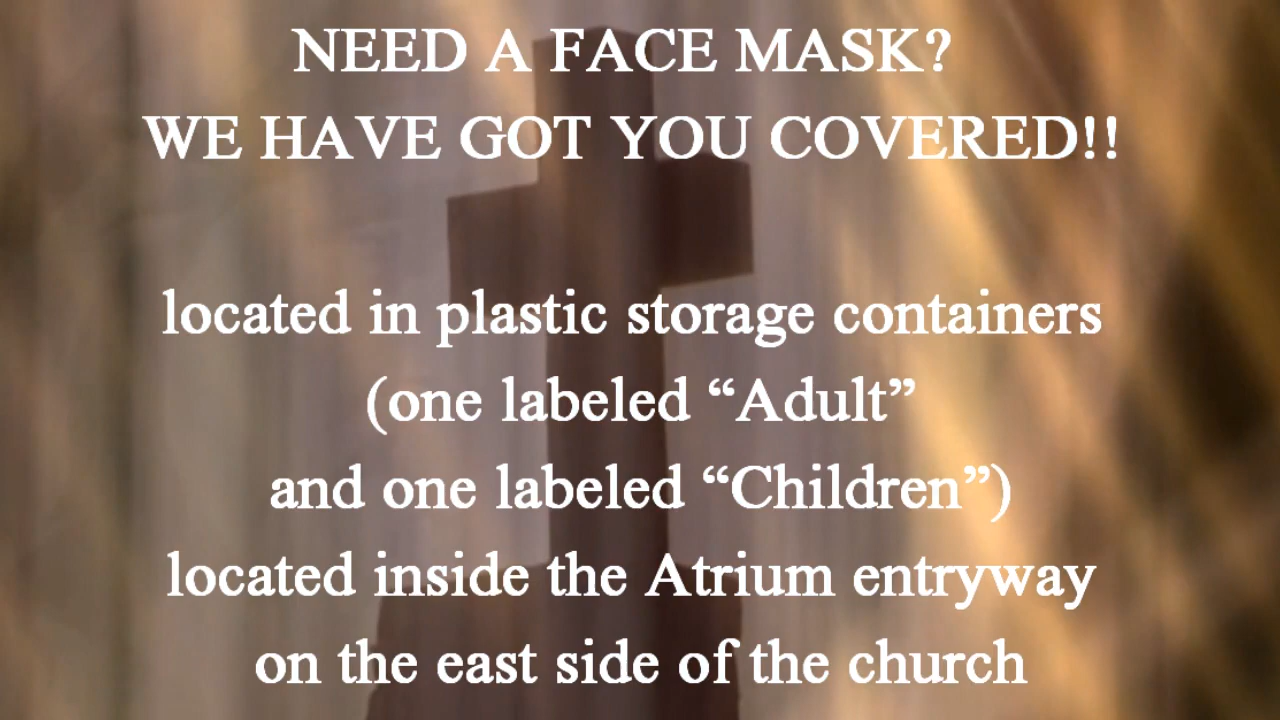 NEED A FACE MASK?
WE HAVE GOT YOU COVERED!!
located in plastic storage containers
(one labeled “Adult”
and one labeled “Children”)
located inside the Atrium entryway
on the east side of the church